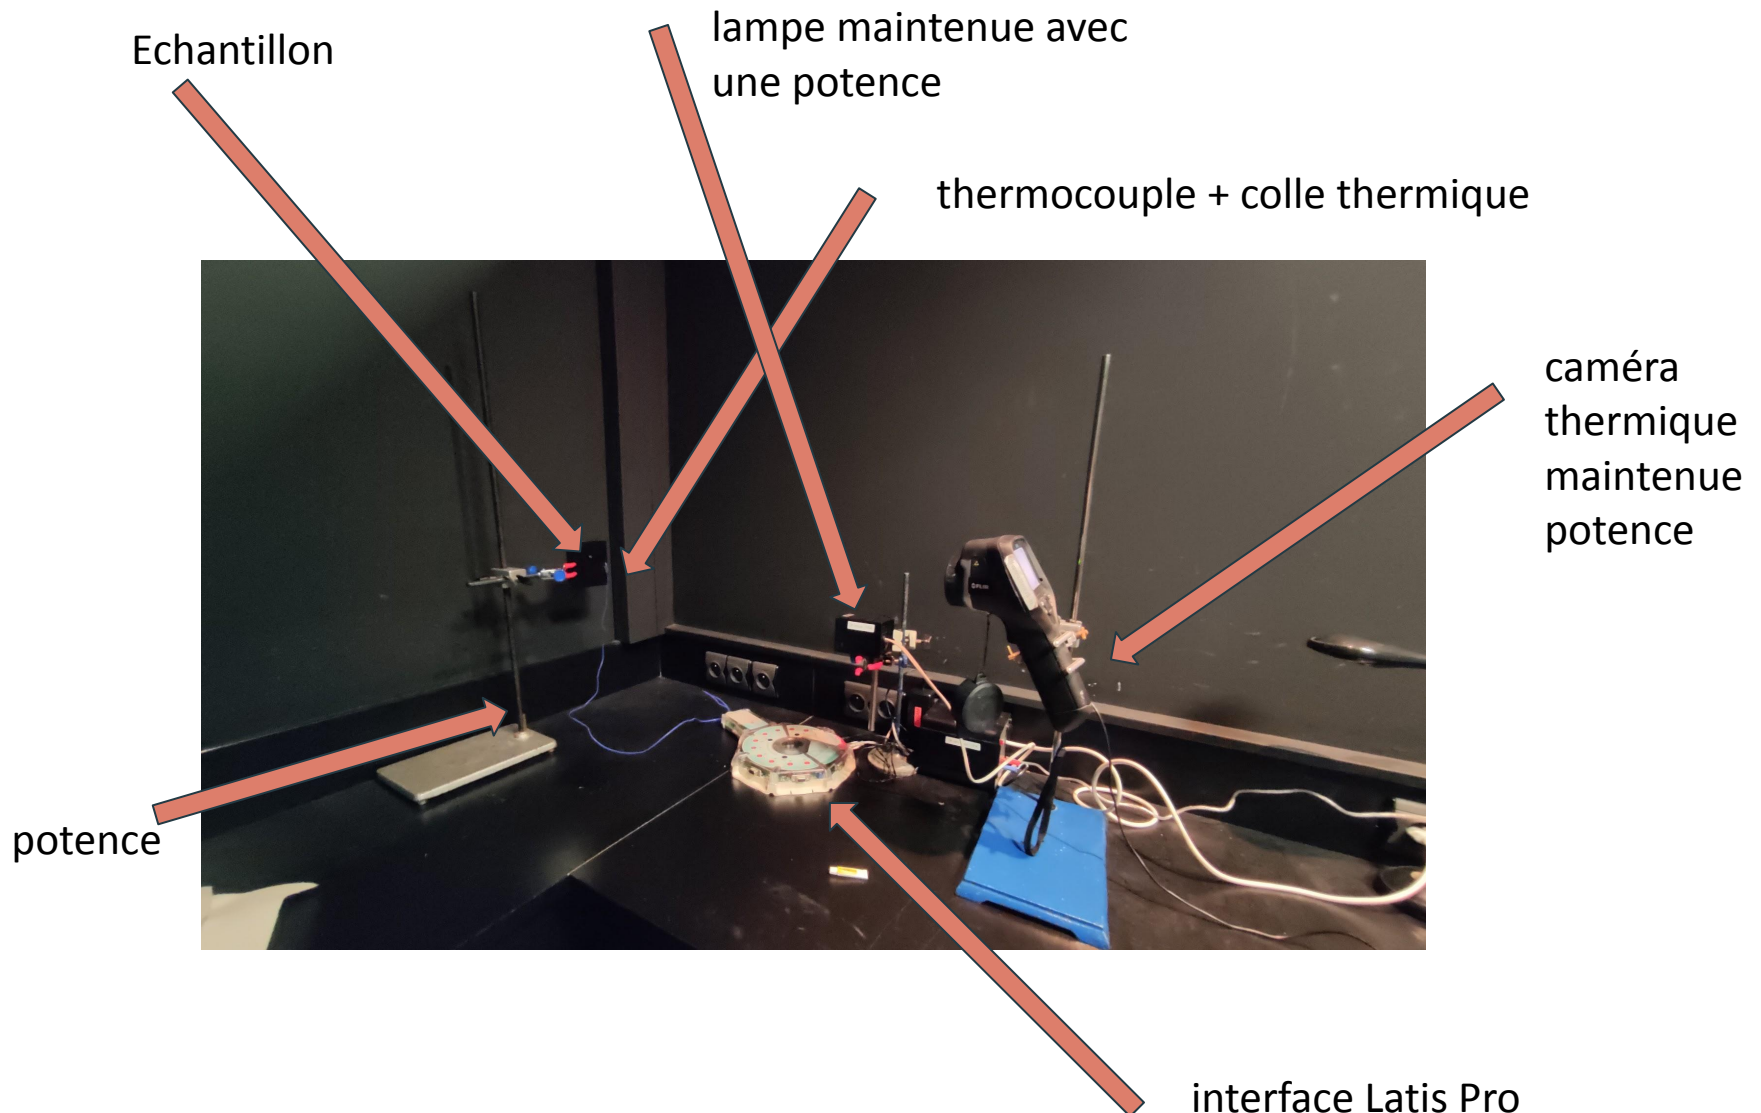 Echantillon
lampe maintenue avec
une potence
thermocouple + colle thermique
caméra
thermique
maintenue
potence
potence
interface Latis Pro